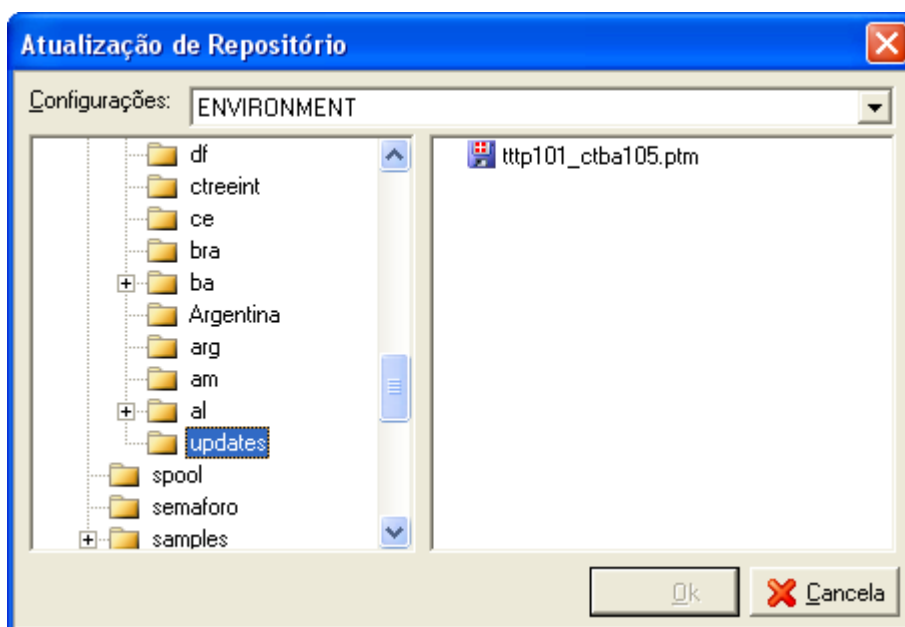 Atualização de Repositório
Configurações: ENVIRONMENT
df
ctreeint
ce
bra
ba
Argentina
arg
am
al
updates
spool
semaforo
samples
tttp101_ctba105.ptm
Ok
Cancela